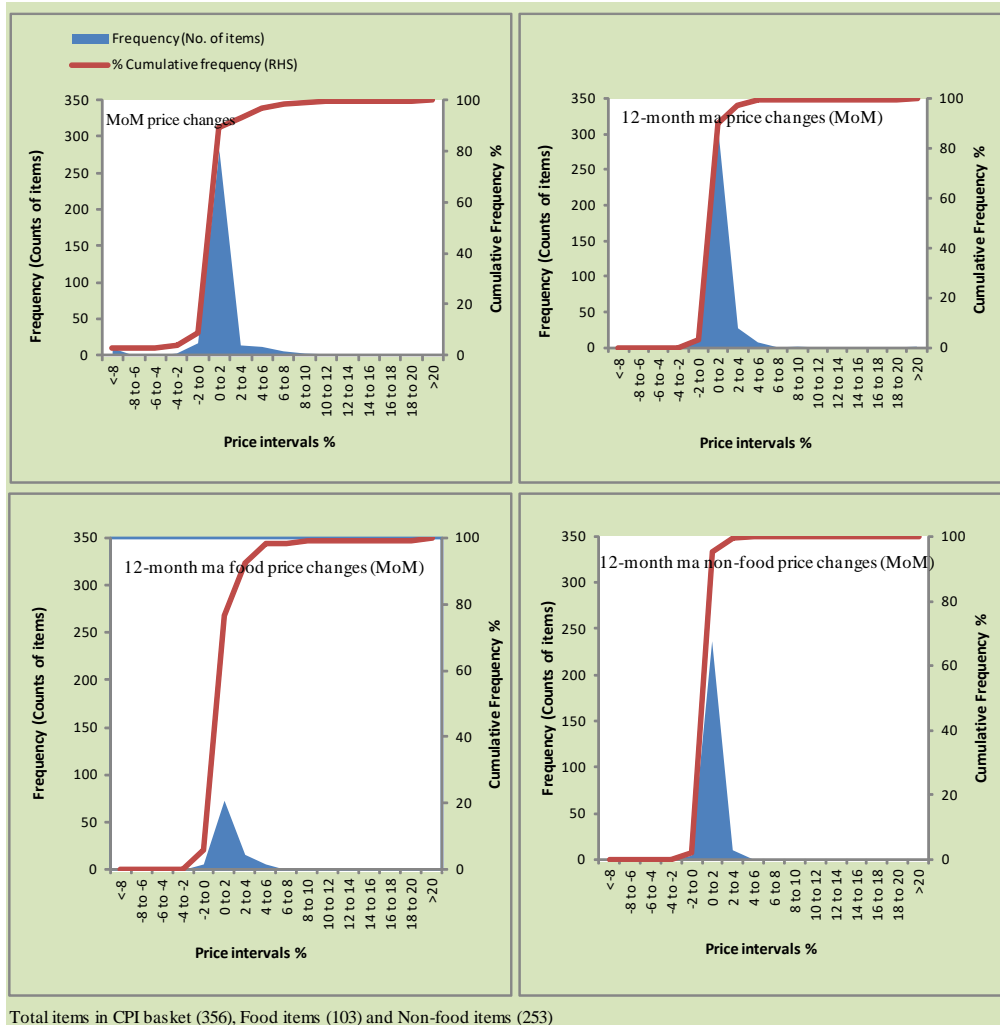 Frequency (No. of items)
% Cumulative frequency (RHS)
MoM price changes
350
300
250
200
150
100
50
0
100
80
60
40
20
0
Frequency (Counts of items)
Cumulative Frequency %
<-8
-8 to -6
-6 to -4
-4 to -2
-2 to 0
0 to 2
2 to 4
4 to 6
6 to 8
8 to 10
10 to 12
12 to 14
14 to 16
16 to 18
18 to 20
>20
Price intervals %
12-month ma price changes (MoM)
350
300
250
200
150
100
50
0
100
80
60
40
20
0
Frequency (Counts of items)
Cumulative Frequency %
<-8
-8 to -6
-6 to -4
-4 to -2
-2 to 0
0 to 2
2 to 4
4 to 6
6 to 8
8 to 10
10 to 12
12 to 14
14 to 16
16 to 18
18 to 20
>20
Price intervals %
12-month ma food price changes (MoM)
350
300
250
200
150
100
50
0
100
80
60
40
20
0
Frequency (Counts of items)
Cumulative Frequency %
<-8
-8 to -6
-6 to -4
-4 to -2
-2 to 0
0 to 2
2 to 4
4 to 6
6 to 8
8 to 10
10 to 12
12 to 14
14 to 16
16 to 18
18 to 20
>20
Price intervals %
12-month ma non-food price changes (MoM)
350
300
250
200
150
100
50
0
100
80
60
40
20
0
Frequency (Counts of items)
Cumulative Frequency %
<-8
-8 to -6
-6 to -4
-4 to -2
-2 to 0
0 to 2
2 to 4
4 to 6
6 to 8
8 to 10
10 to 12
12 to 14
14 to 16
16 to 18
18 to 20
>20
Price intervals %
Total items in CPI basket (356), Food items (103) and Non-food items (253)